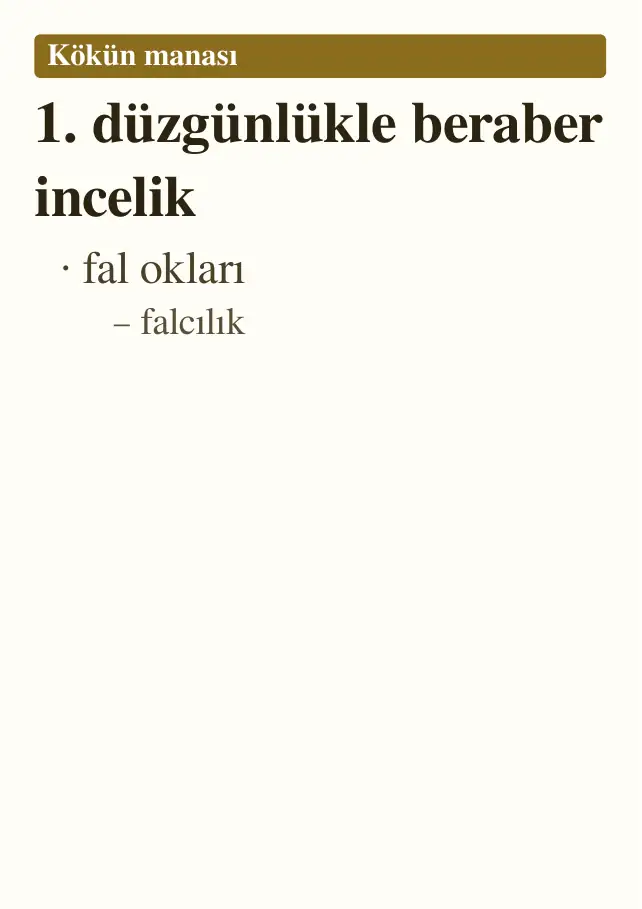 Kökün manası
1. düzgünlükle beraber
incelik
· fal okları
– falcılık